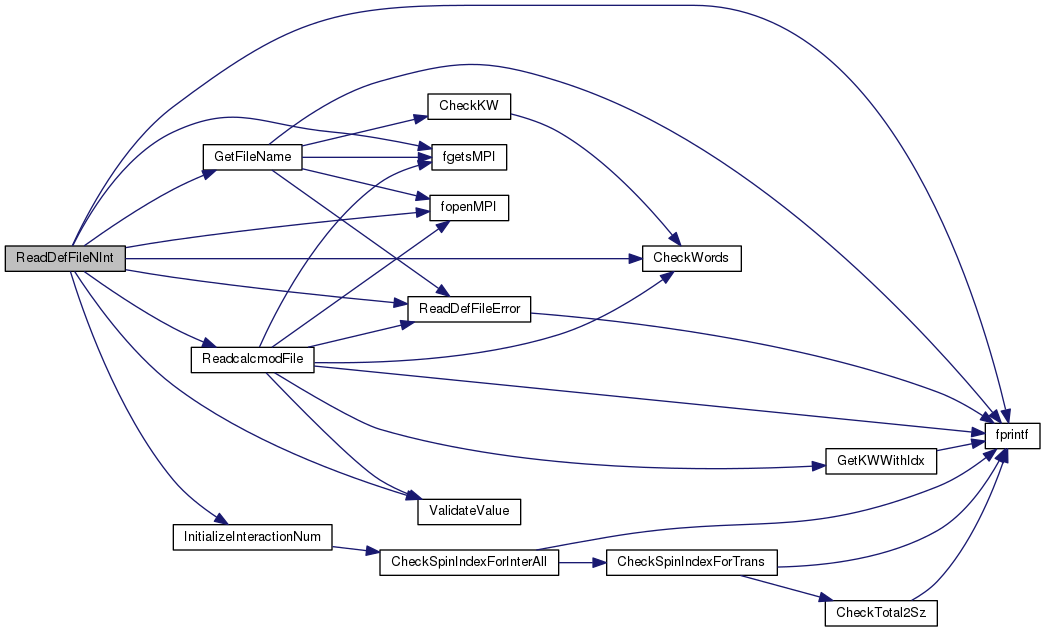 CheckKW
GetFileName
fgetsMPI
fopenMPI
ReadDefFileNInt
CheckWords
ReadDefFileError
ReadcalcmodFile
fprintf
GetKWWithIdx
ValidateValue
InitializeInteractionNum
CheckSpinIndexForInterAll
CheckSpinIndexForTrans
CheckTotal2Sz